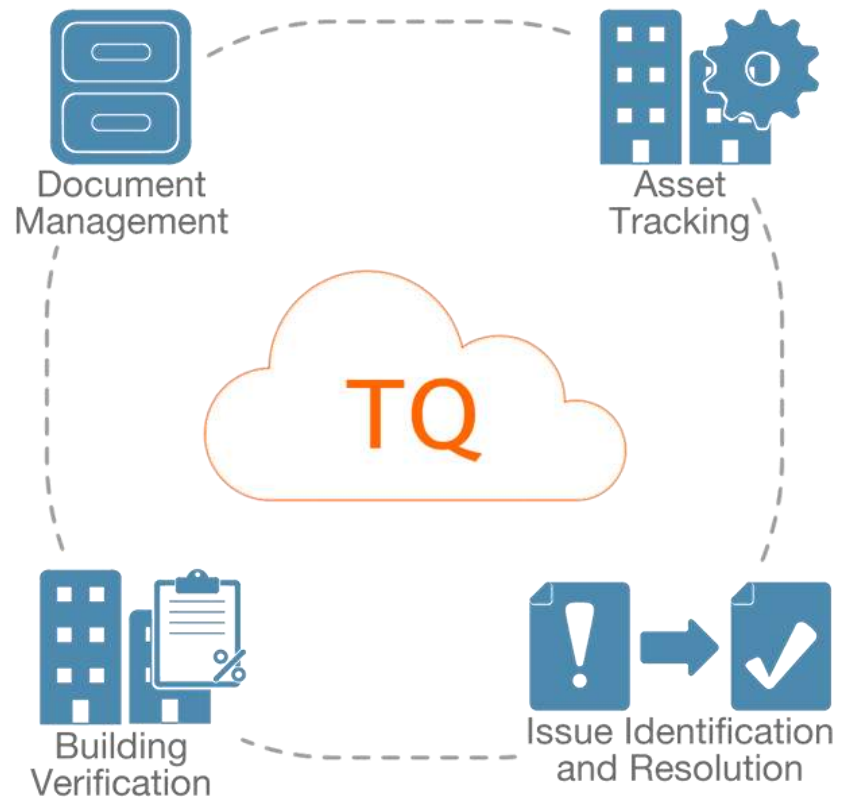 Document
Management
Asset
Tracking
TQ
Building
Verification
Issue Identification
and Resolution